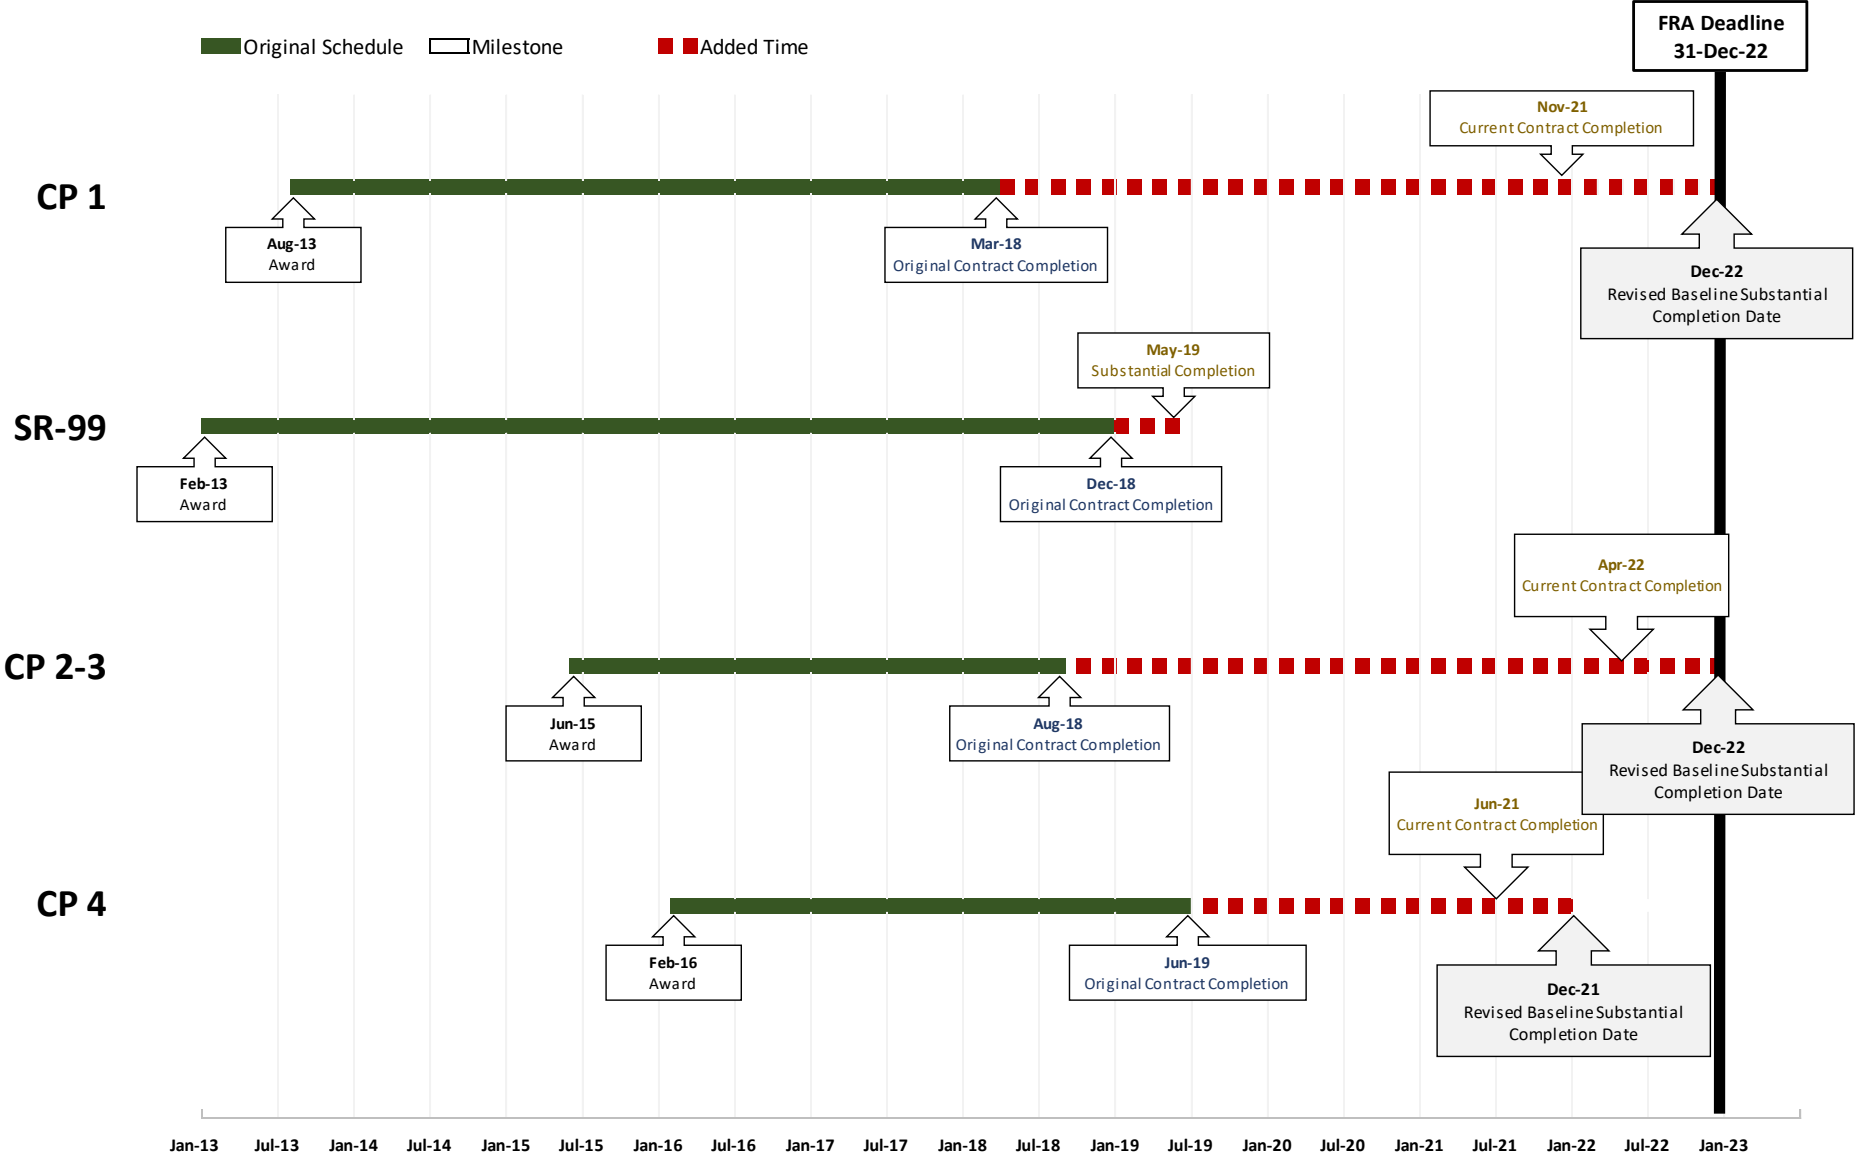 FRA Deadline
31-Dec-22
Original Schedule
Milestone
Added Time
Nov-21
Current Contract Completion
CP 1
Aug-13
Award
Mar-18
Original Contract Completion
Dec-22
Revised Baseline Substantial
Completion Date
May-19
Substantial Completion
SR-99
Feb-13
Award
Dec-18
Original Contract Completion
Apr-22
Current Contract Completion
CP 2-3
Jun-15
Award
Aug-18
Original Contract Completion
Dec-22
Revised Baseline Substantial
Completion Date
Jun-21
Current Contract Completion
CP 4
Feb-16
Award
Jun-19
Original Contract Completion
Dec-21
Revised Baseline Substantial
Completion Date
Jan-13 Jul-13 Jan-14 Jul-14 Jan-15 Jul-15 Jan-16 Jul-16 Jan-17 Jul-17 Jan-18 Jul-18 Jan-19 Jul-19 Jan-20 Jul-20 Jan-21 Jul-21 Jan-22 Jul-22 Jan-23